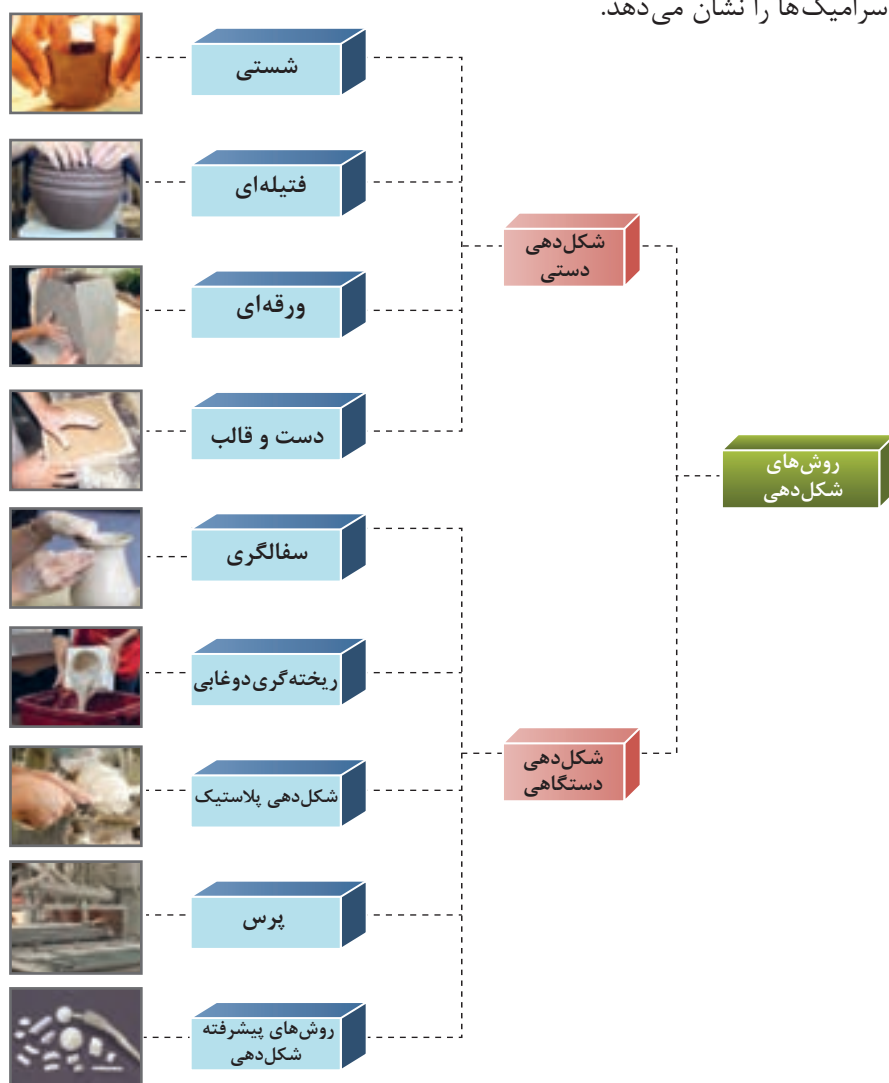 سرامیک‌ها را نشان می‌دهد.
روش‌های
شکل‌دهی
شکل‌دهی
دستی
شستی
فتیله‌ای
ورقه‌ای
دست و قالب
شکل‌دهی
دستگاهی
سفالگری
ریخته‌گری دوغابی
شکل‌دهی پلاستیک
پرس
روش‌های پیشرفته
شکل‌دهی